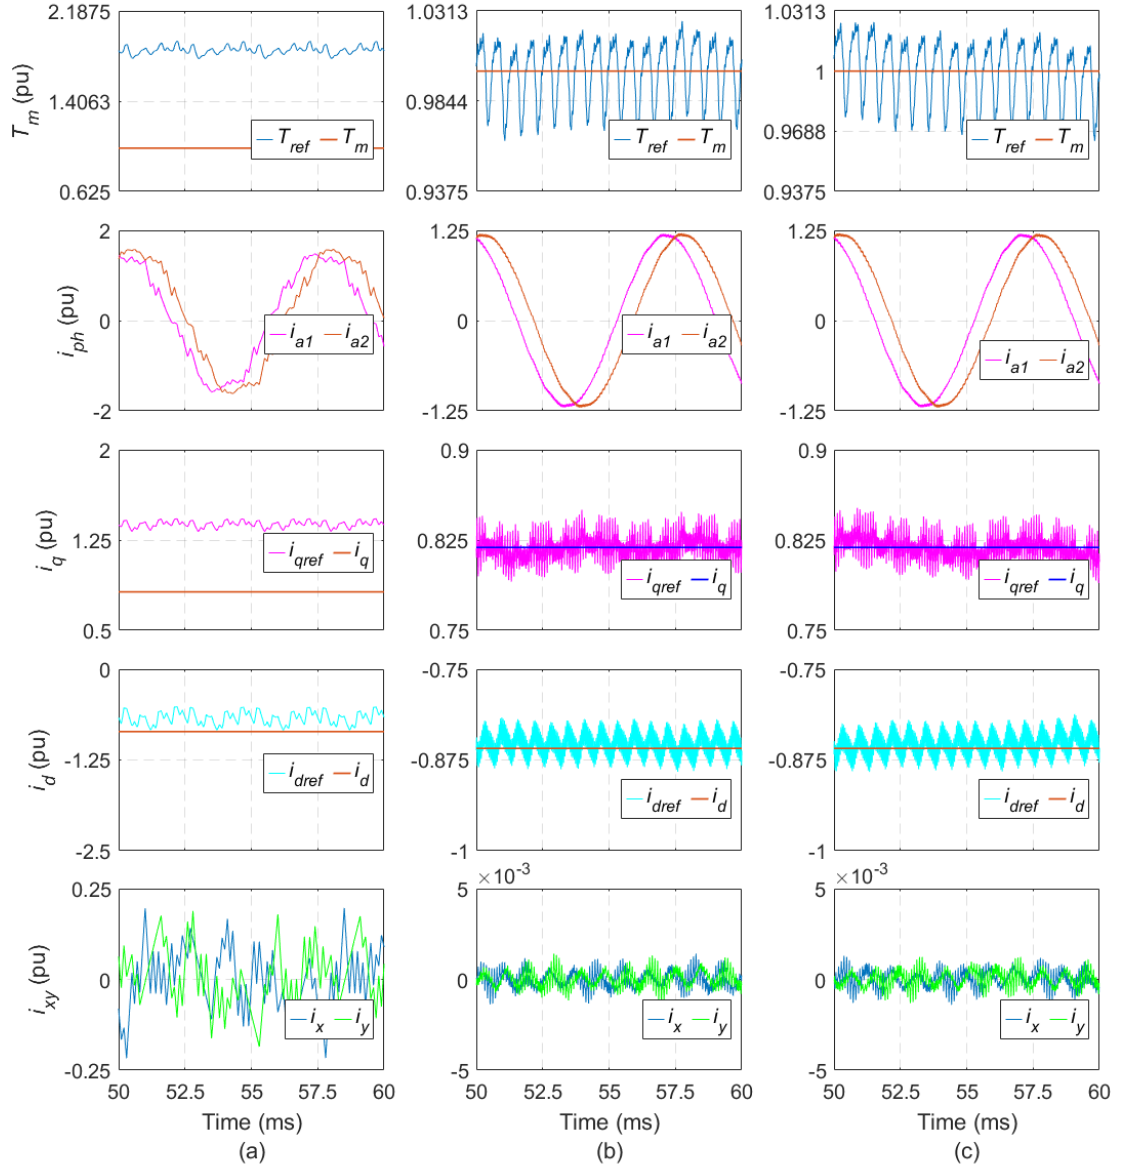 2.1875
1.4063
0.625
T_m (pu)
T_ref T_m
1.0313
0.9844
0.9375
T_ref T_m
1.0313
1
0.9688
0.9375
T_ref T_m
2
0
-2
i_ph (pu)
i_a1 i_a2
1.25
0
-1.25
i_a1 i_a2
1.25
0
-1.25
i_a1 i_a2
2
1.25
0.5
i_q (pu)
i_qref i_q
0.9
0.825
0.75
i_qref i_q
0.9
0.825
0.75
i_qref i_q
0
-1.25
-2.5
i_d (pu)
i_dref i_d
-0.75
-0.875
-1
i_dref i_d
-0.75
-0.875
-1
i_dref i_d
0.25
0
-0.25
i_xy (pu)
i_x i_y
50 52.5 55 57.5 60
Time (ms)
(a)
×10^-3
5
0
-5
i_x i_y
50 52.5 55 57.5 60
Time (ms)
(b)
×10^-3
5
0
-5
i_x i_y
50 52.5 55 57.5 60
Time (ms)
(c)